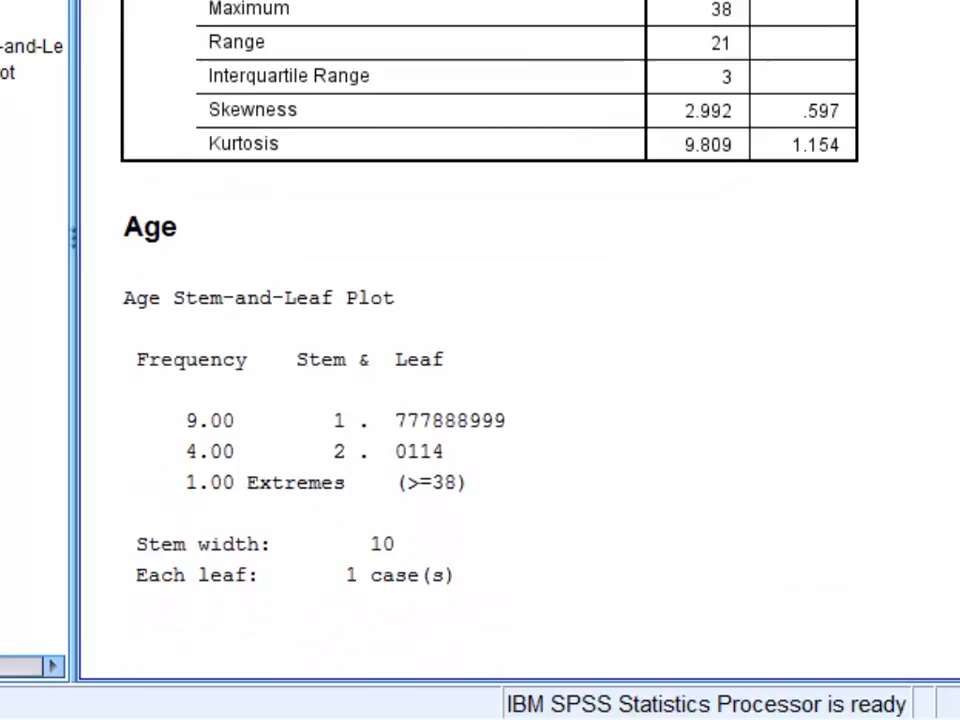 Maximum 38
-and-Le
Range 21
ot
Interquartile Range 3
Skewness 2.992 .597
Kurtosis 9.809 1.154
Age
Age Stem-and-Leaf Plot
Frequency Stem & Leaf
9.00 1 . 777888999
4.00 2 . 0114
1.00 Extremes (>=38)
Stem width: 10
Each leaf: 1 case(s)
IBM SPSS Statistics Processor is ready